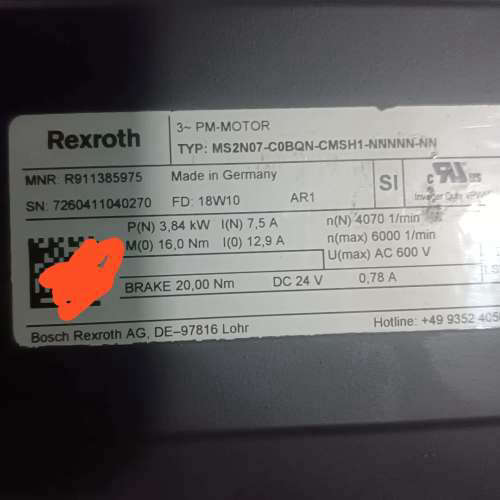 Rexroth
3~ PM-MOTOR
TYP: MS2N07-C0BQN-CMSH1-NNNNN-NN
MNR: R911385975 Made in Germany
SN: 7260411040270 FD: 18W10 AR1
SI
c RU us
P(N) 3,84 kW I(N) 7,5 A n(N) 4070 1/min
M(0) 16,0 Nm I(0) 12,9 A n(max) 6000 1/min
U(max) AC 600 V
BRAKE 20,00 Nm DC 24 V 0,78 A
Bosch Rexroth AG, DE–97816 Lohr Hotline: +49 9352 405